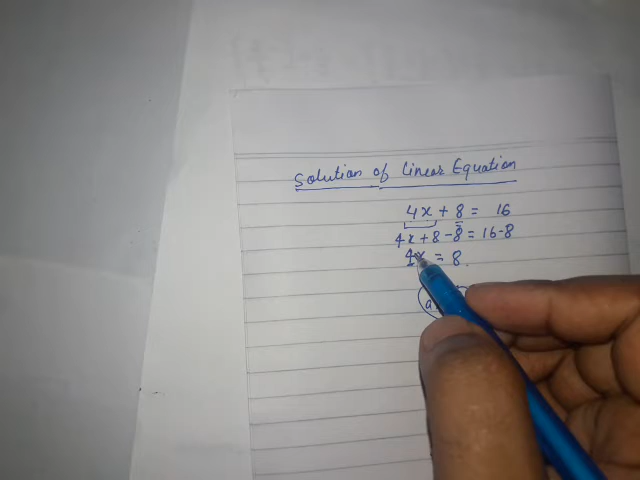 Solution of Linear Equation
4x + 8 = 16
4x + 8 - 8 = 16 - 8
4x = 8